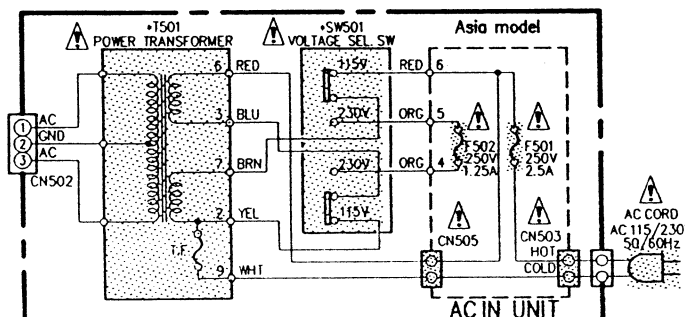 *T501
POWER TRANSFORMER
*SW501
VOLTAGE SEL. SW
Asia model
6 RED
115V
RED 6
AC
1
GND
2
AC
3
CN502
3 BLU
230V
ORG 5
F502
250V
1.25A
F501
250V
2.5A
7 BRN
230V
ORG 4
2 YEL
115V
T.F.
9 WHT
CN505
CN503
HOT
COLD
AC CORD
AC 115/230
50/60Hz
AC IN UNIT